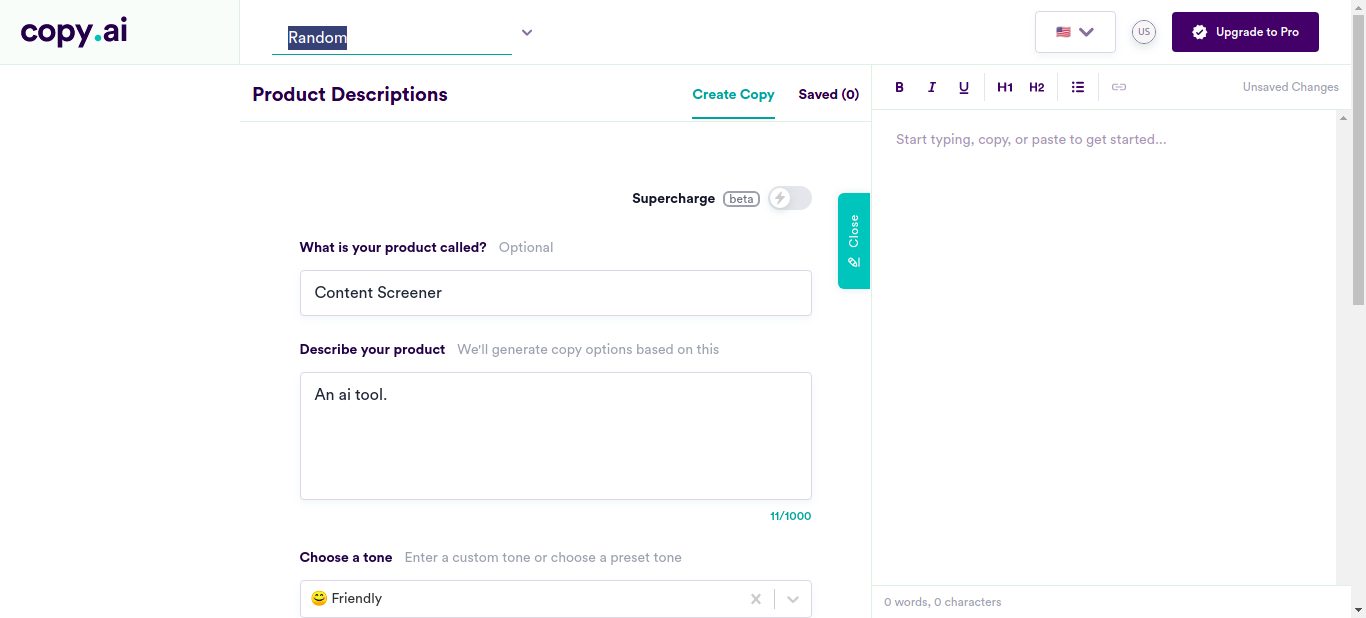 copy.ai
Random
US
Upgrade to Pro
Product Descriptions
Create Copy
Saved (0)
B I U H1 H2
Unsaved Changes
Start typing, copy, or paste to get started...
Supercharge beta
Close
What is your product called? Optional
Content Screener
Describe your product We'll generate copy options based on this
An ai tool.
11/1000
Choose a tone Enter a custom tone or choose a preset tone
😊 Friendly
0 words, 0 characters